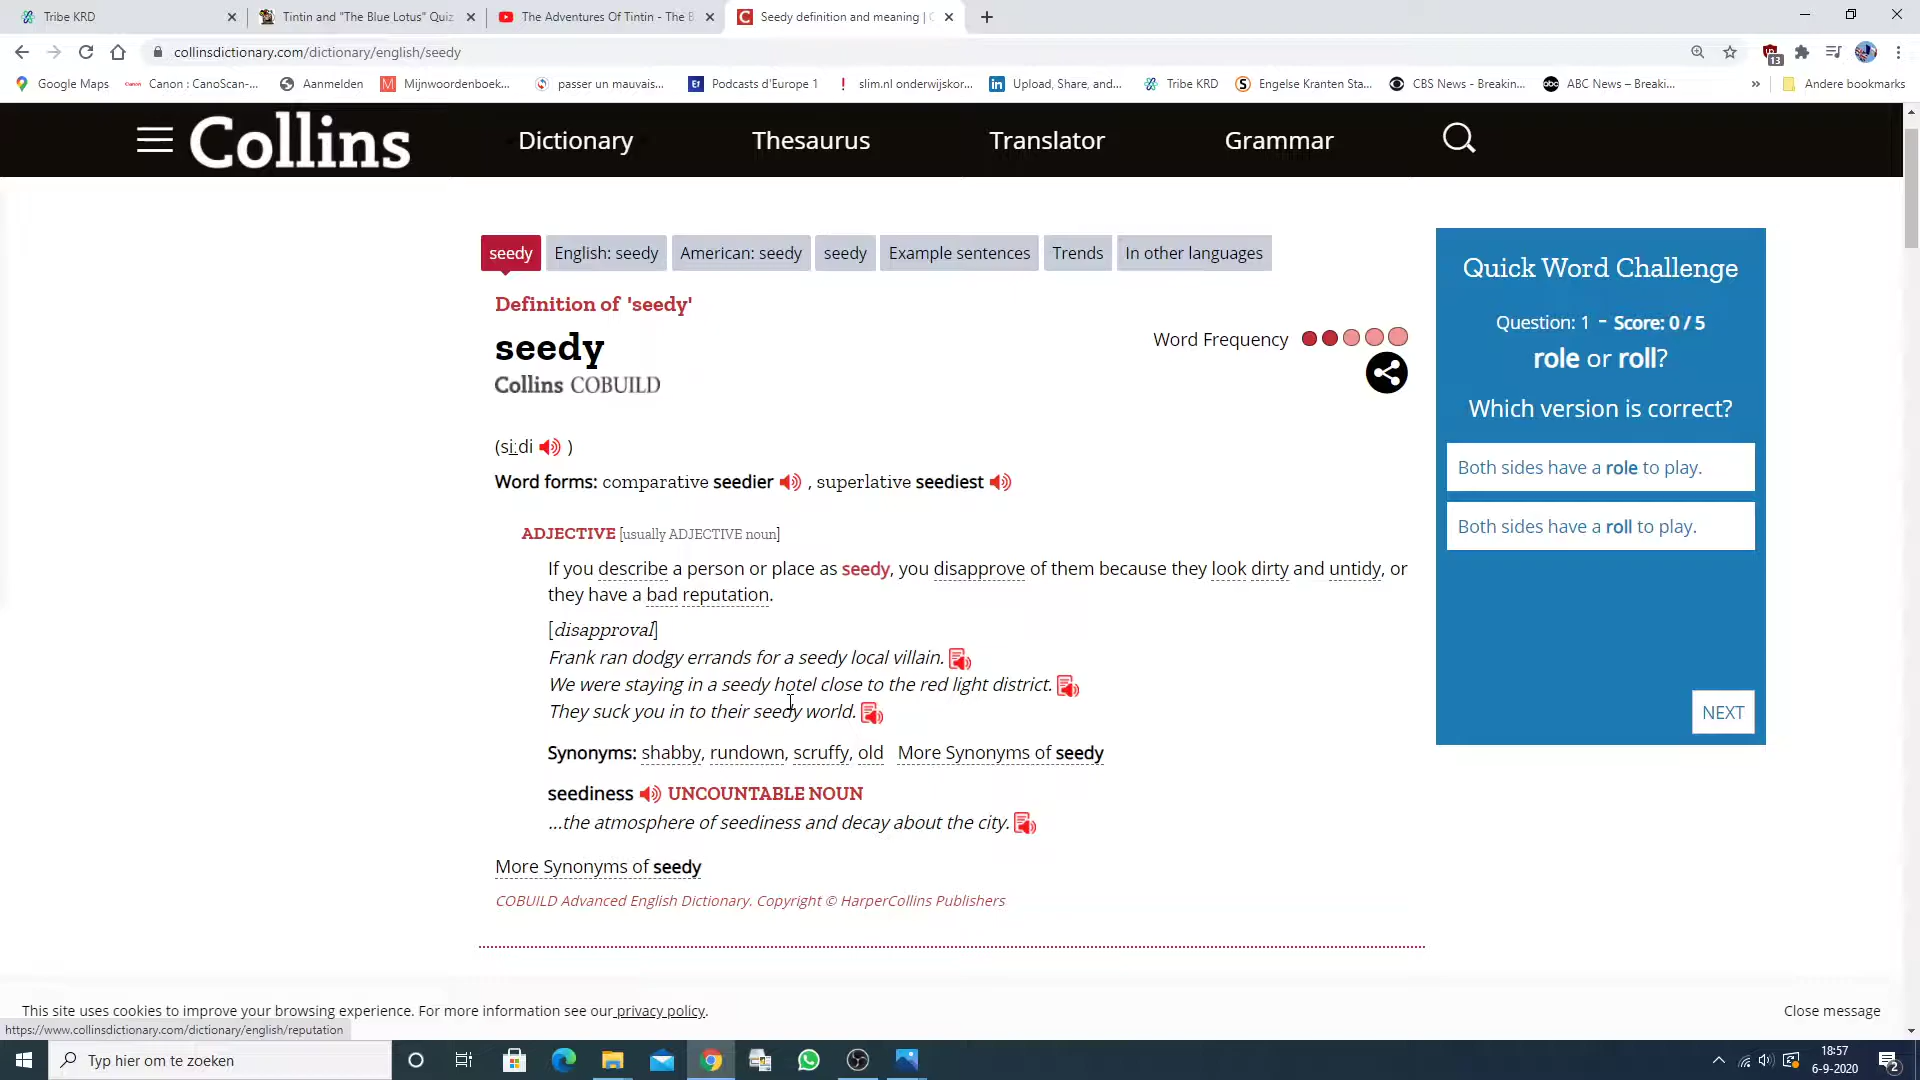 Tribe KRD
Tintin and "The Blue Lotus" Quiz
The Adventures Of Tintin - The B
Seedy definition and meaning | C
collinsdictionary.com/dictionary/english/seedy
13
Google Maps
Canon : CanoScan-...
Aanmelden
Mijnwoordenboek...
passer un mauvais...
Podcasts d'Europe 1
slim.nl onderwijskor...
Upload, Share, and...
Tribe KRD
Engelse Kranten Sta...
CBS News - Breakin...
ABC News – Breaki...
»
Andere bookmarks
Collins
Dictionary
Thesaurus
Translator
Grammar
seedy
English: seedy
American: seedy
seedy
Example sentences
Trends
In other languages
Definition of 'seedy'
seedy
Word Frequency
Collins COBUILD
(siːdi )
Word forms: comparative seedier , superlative seediest
ADJECTIVE [usually ADJECTIVE noun]
If you describe a person or place as seedy, you disapprove of them because they look dirty and untidy, or
they have a bad reputation.
[disapproval]
Frank ran dodgy errands for a seedy local villain.
We were staying in a seedy hotel close to the red light district.
They suck you in to their seedy world.
Synonyms: shabby, rundown, scruffy, old More Synonyms of seedy
seediness UNCOUNTABLE NOUN
...the atmosphere of seediness and decay about the city.
More Synonyms of seedy
COBUILD Advanced English Dictionary. Copyright © HarperCollins Publishers
Quick Word Challenge
Question: 1 - Score: 0 / 5
role or roll?
Which version is correct?
Both sides have a role to play.
Both sides have a roll to play.
NEXT
This site uses cookies to improve your browsing experience. For more information see our privacy policy.
Close message
https://www.collinsdictionary.com/dictionary/english/reputation
Typ hier om te zoeken
18:57
6-9-2020
2